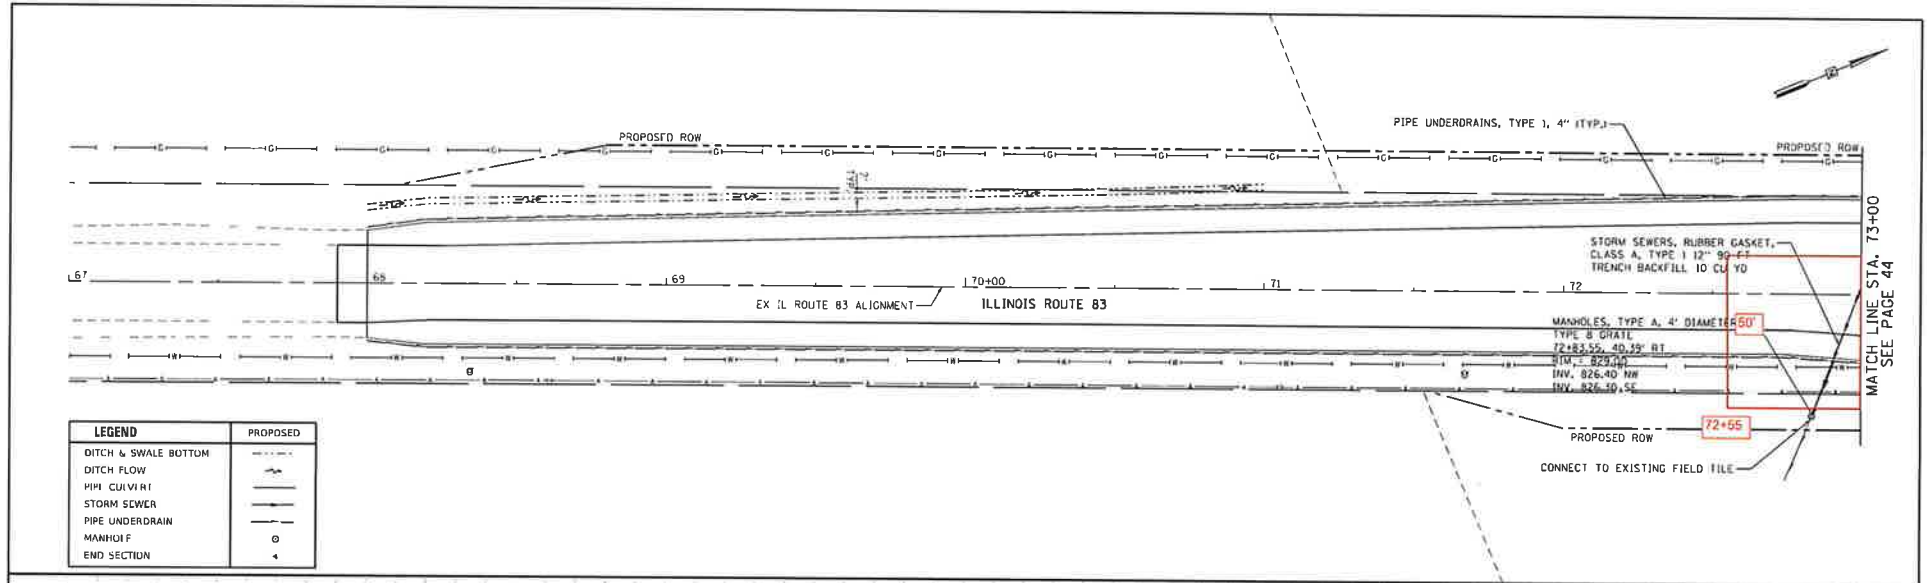 PROPOSED ROW
PIPE UNDERDRAINS, TYPE 1, 4" (TYP.)
PROPOSED ROW
G G G G G G G G G G G G G G G G
2'
TYP.
STORM SEWERS, RUBBER GASKET,
CLASS A, TYPE 1 12" 90 FT
TRENCH BACKFILL 10 CU YD
67
68
69
70+00
71
72
EX IL ROUTE 83 ALIGNMENT
ILLINOIS ROUTE 83
MATCH LINE STA. 73+00
SEE PAGE 44
MANHOLES, TYPE A, 4' DIAMETER
50'
TYPE 8 GRATE
72+83.55, 40.39' RT
RIM = 829.00
INV. 826.40 NW
INV. 826.30 SE
W W W W W W W W W W W W W W W W
72+55
PROPOSED ROW
CONNECT TO EXISTING FIELD TILE
LEGEND PROPOSED
DITCH & SWALE BOTTOM
DITCH FLOW
PIPE CULVERT
STORM SEWER
PIPE UNDERDRAIN
MANHOLE
END SECTION